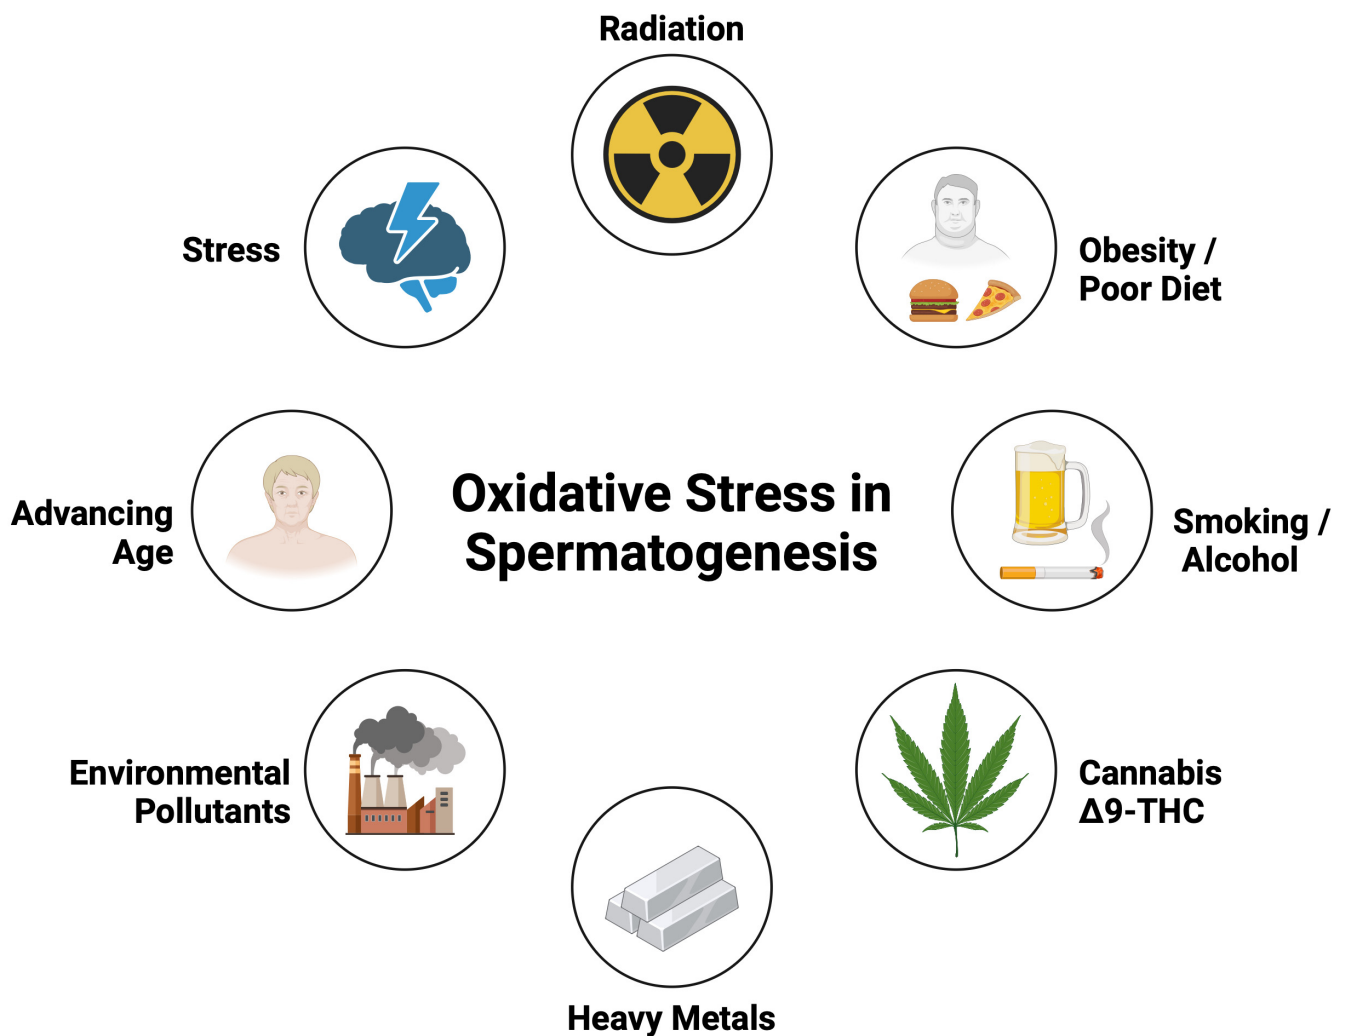 Radiation
Stress
Obesity /
Poor Diet
Oxidative Stress in
Spermatogenesis
Advancing
Age
Smoking /
Alcohol
Environmental
Pollutants
Cannabis
Δ9-THC
Heavy Metals